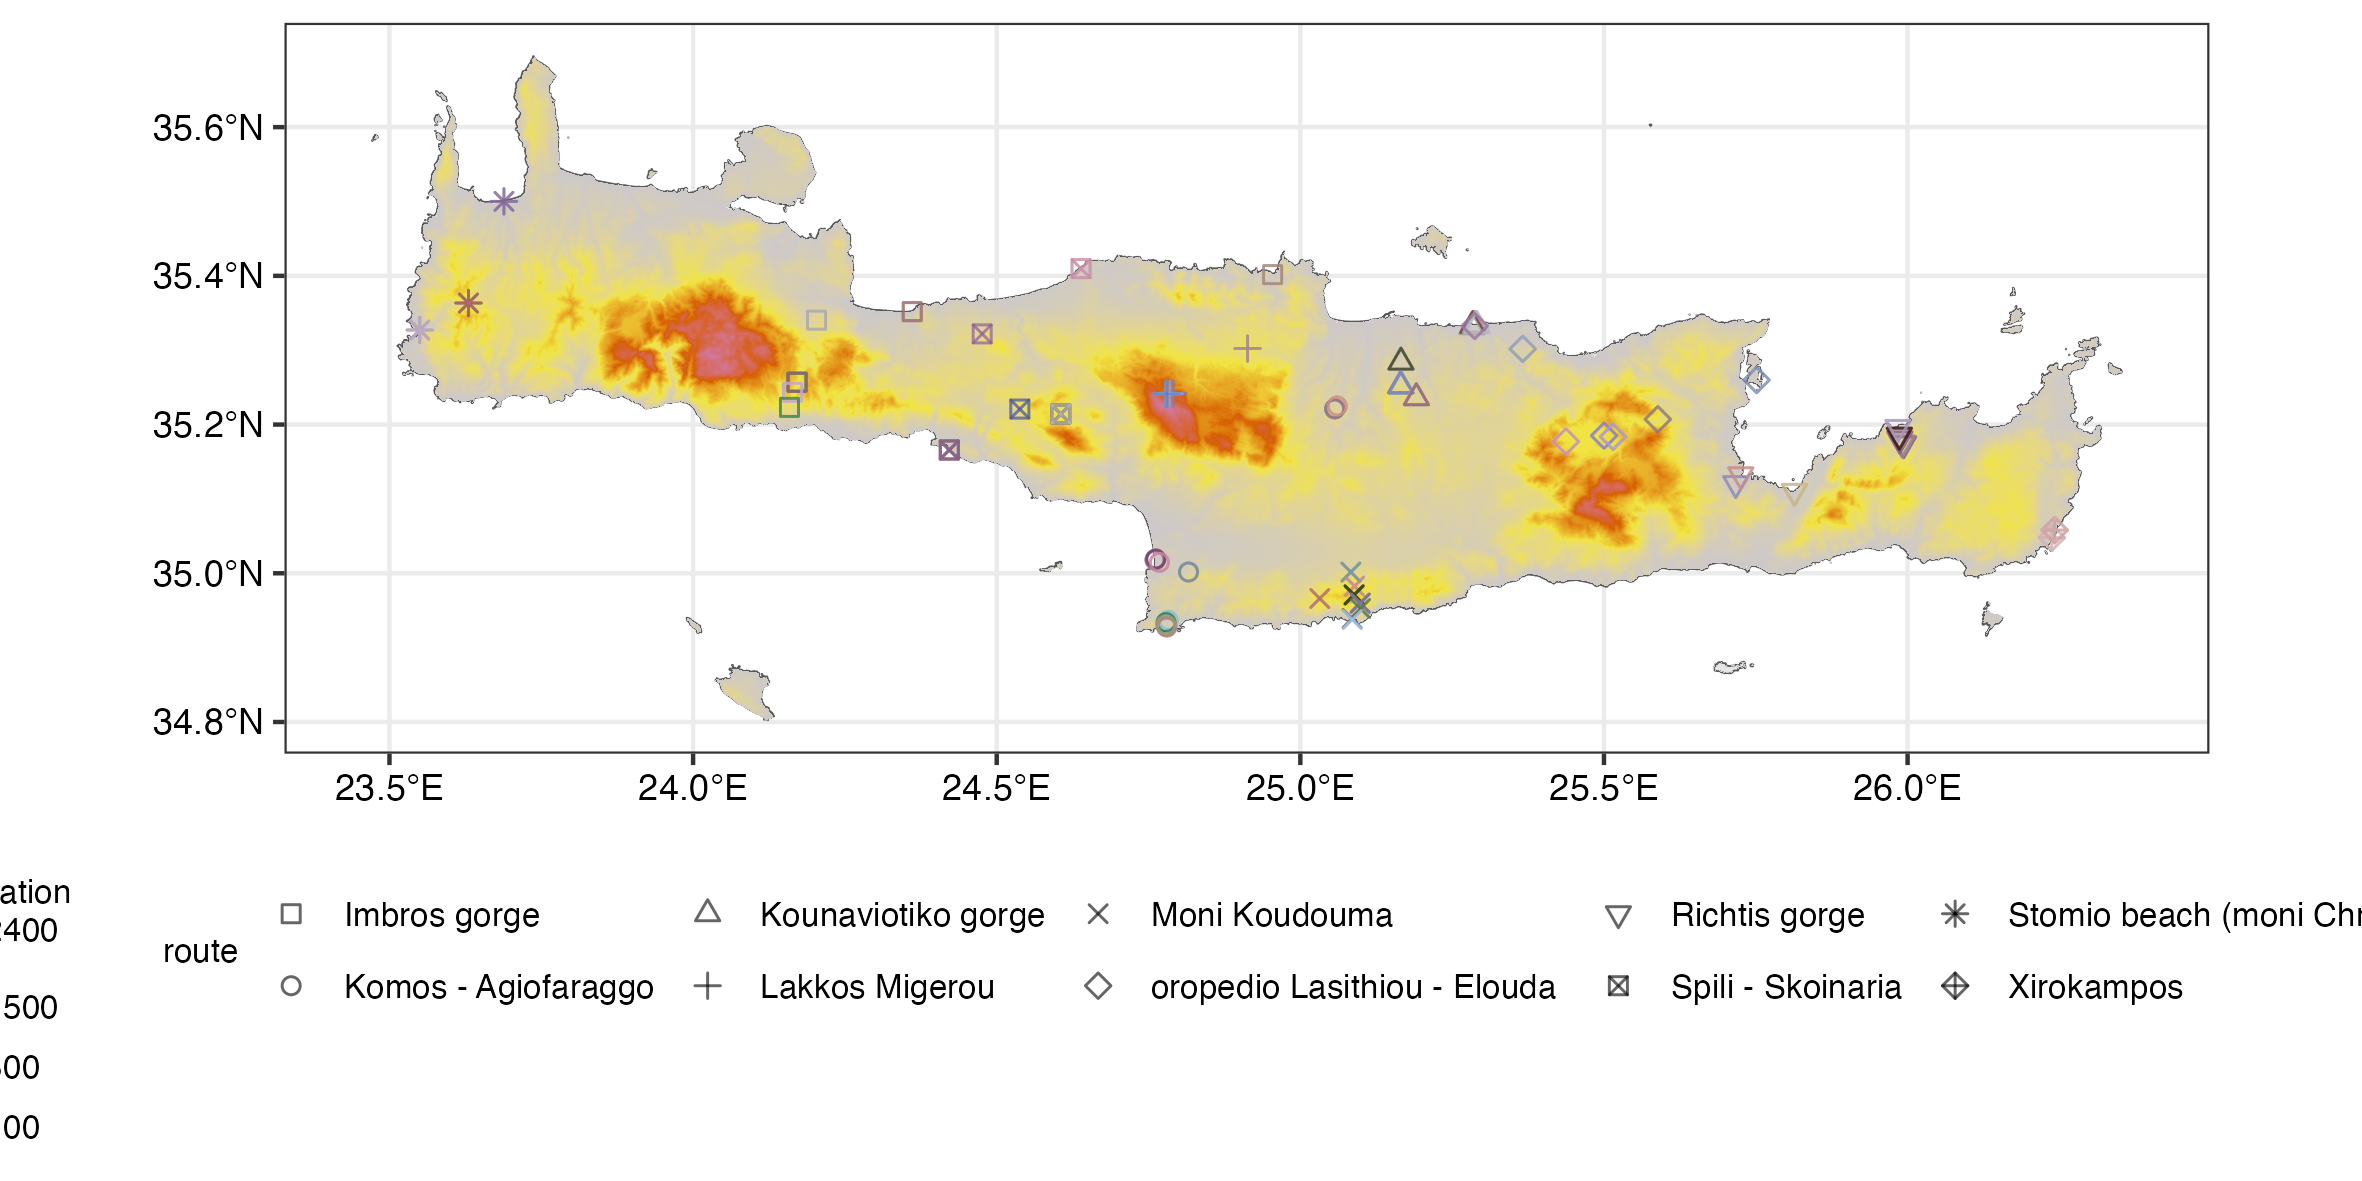 35.6°N
35.4°N
35.2°N
35.0°N
34.8°N
23.5°E 24.0°E 24.5°E 25.0°E 25.5°E 26.0°E
ation
2400
500
00
00
route
Imbros gorge Kounaviotiko gorge Moni Koudouma Richtis gorge Stomio beach (moni Chr
Komos - Agiofaraggo Lakkos Migerou oropedio Lasithiou - Elouda Spili - Skoinaria Xirokampos